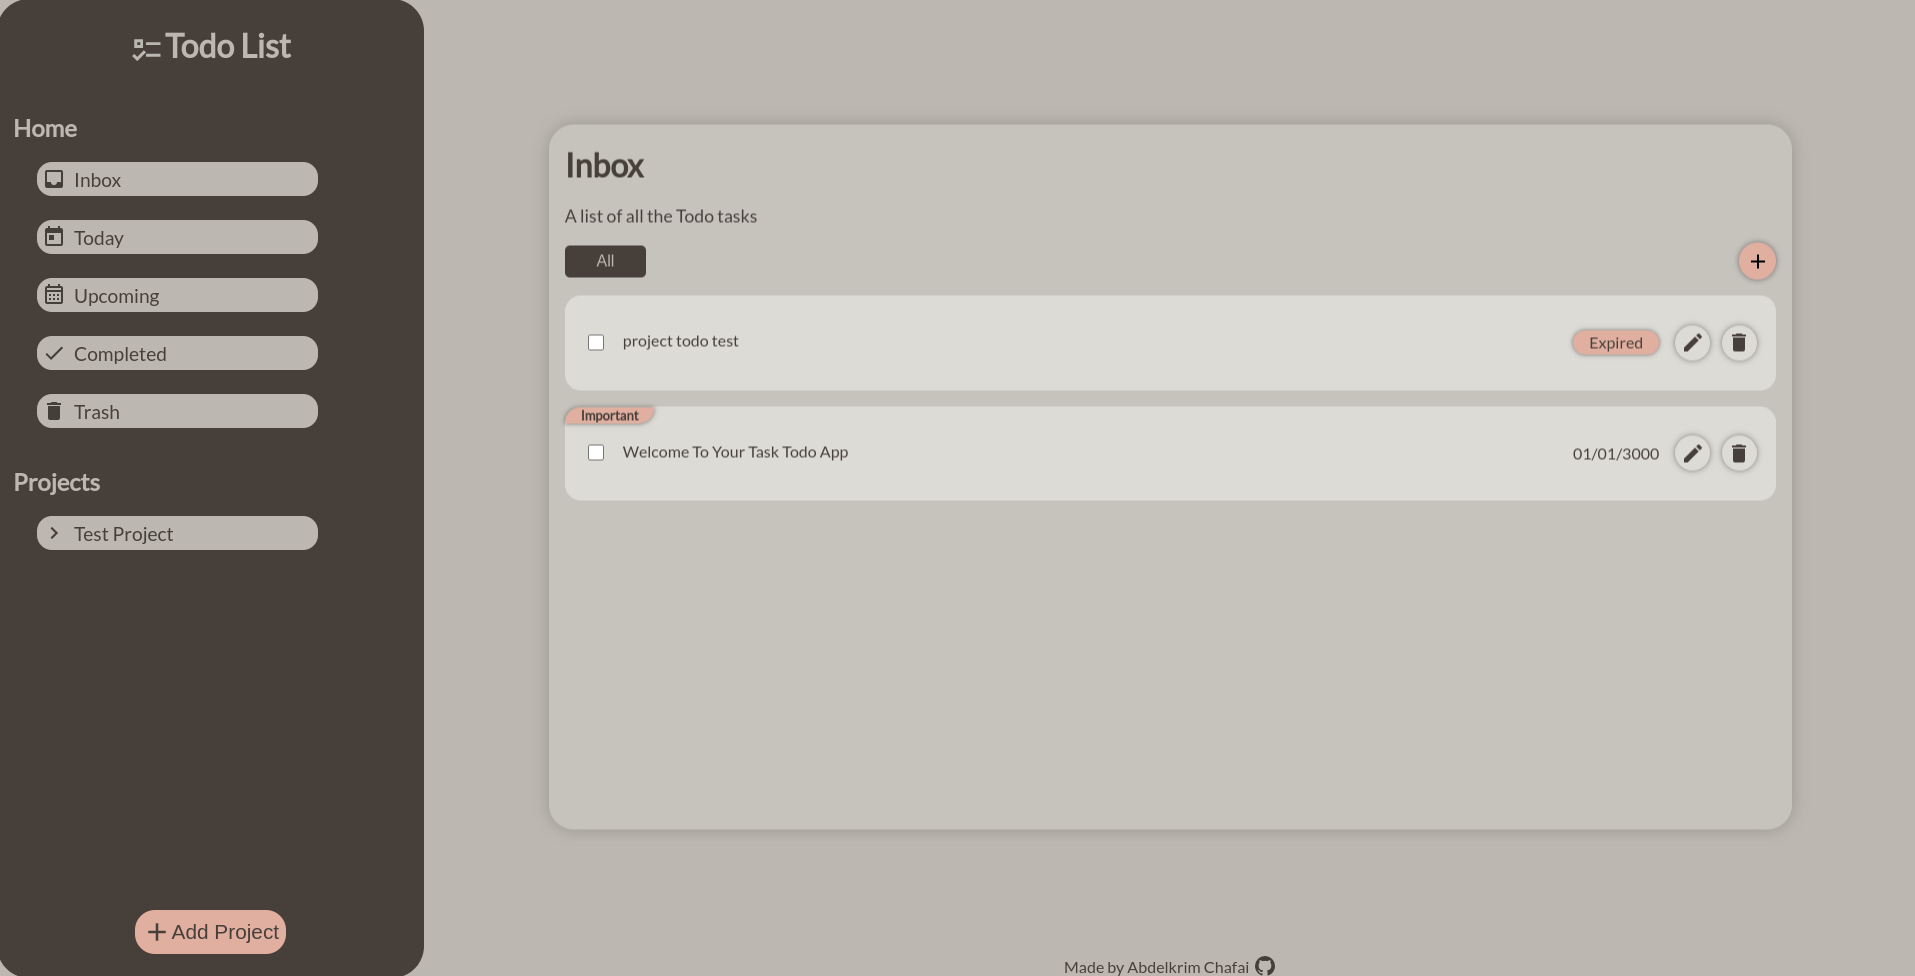 Todo List
Home
Inbox
Today
Upcoming
Completed
Trash
Projects
Test Project
Add Project
Inbox
A list of all the Todo tasks
All
project todo test
Expired
Important
Welcome To Your Task Todo App
01/01/3000
Made by Abdelkrim Chafai